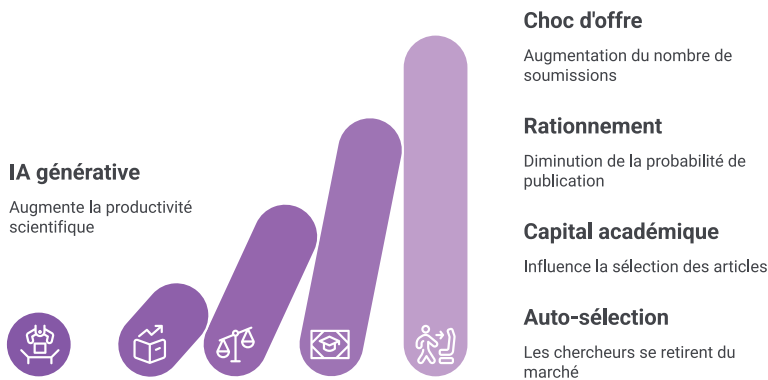 IA générative
Augmente la productivité
scientifique
Choc d'offre
Augmentation du nombre de
soumissions
Rationnement
Diminution de la probabilité de
publication
Capital académique
Influence la sélection des articles
Auto-sélection
Les chercheurs se retirent du
marché